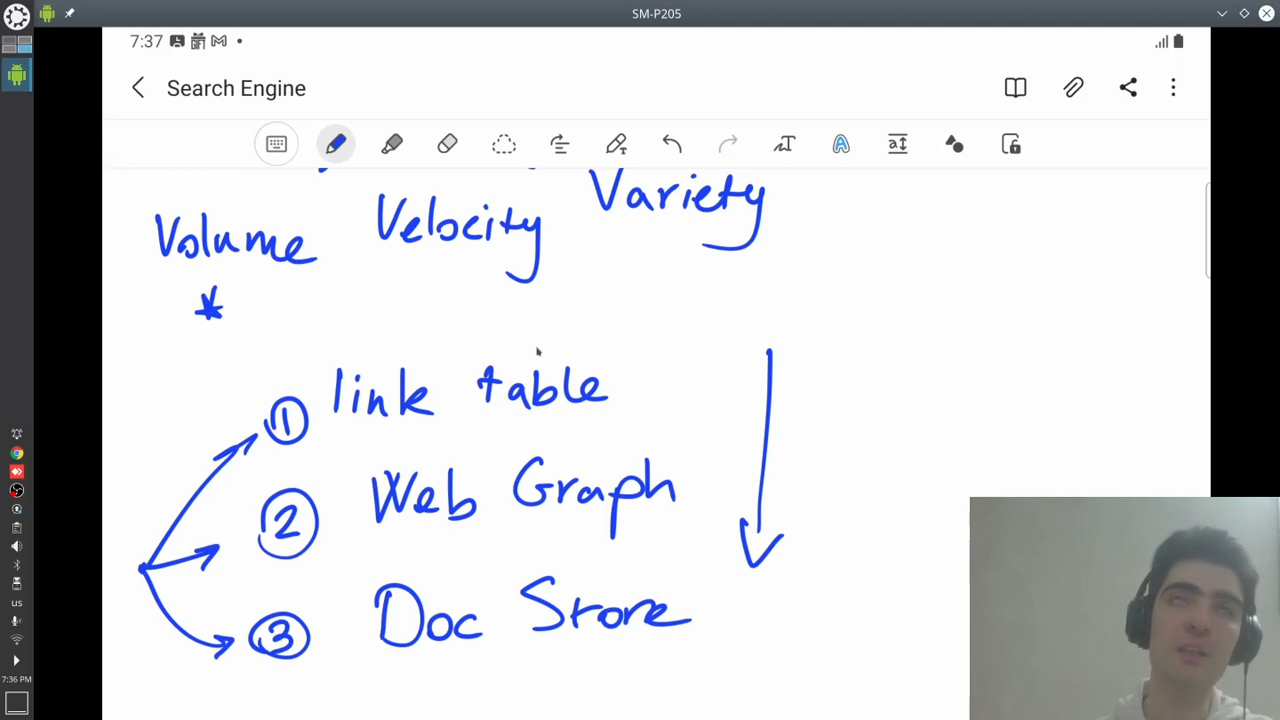 SM-P205
7:37
Search Engine
Volume Velocity Variety
*
1 link table
2 Web Graph
3 Doc Store
us
7:36 PM